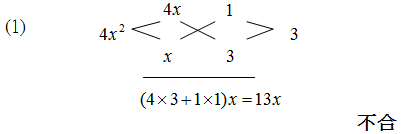 4x 1
(1) 4x² 3
x 3
(4×3+1×1)x=13x
不合